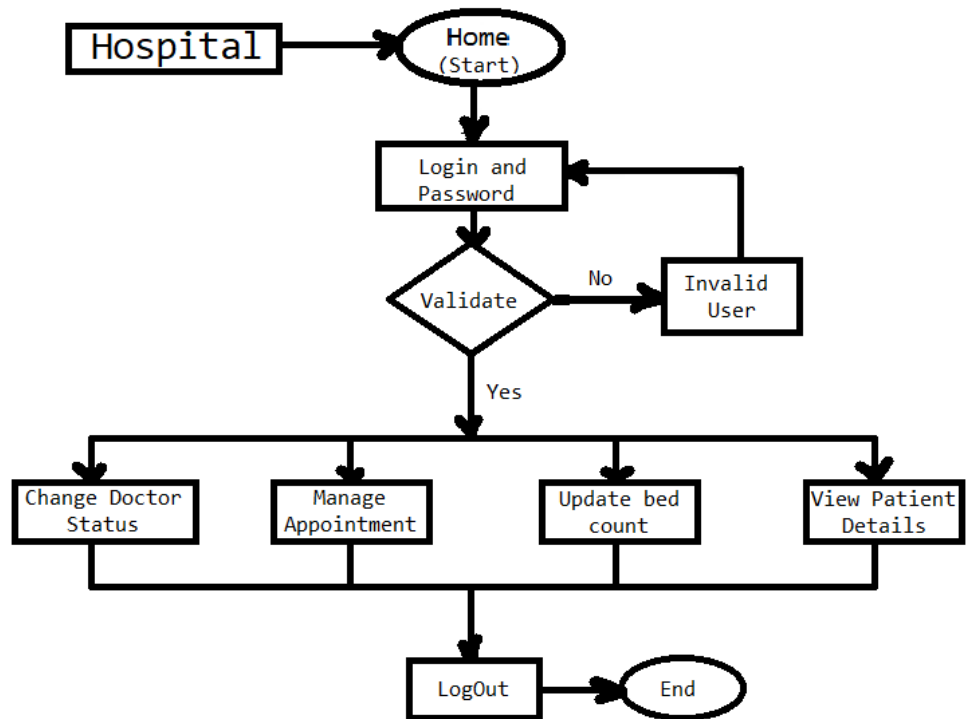 Hospital
Home
(Start)
Login and
Password
Validate
No
Invalid
User
Yes
Change Doctor
Status
Manage
Appointment
Update bed
count
View Patient
Details
LogOut
End